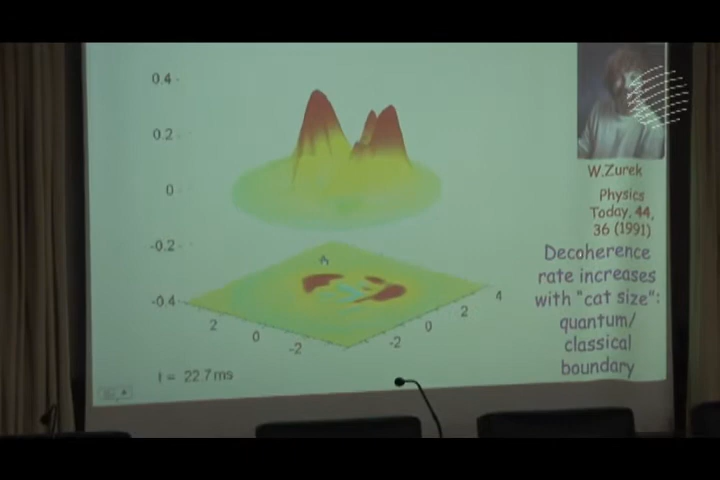 0.4
0.2
0
-0.2
-0.4
2
0
-2
-2
0
2
4
t = 22.7ms
W.Zurek
Physics
Today, 44,
36 (1991)
Decoherence
rate increases
with "cat size":
quantum/
classical
boundary